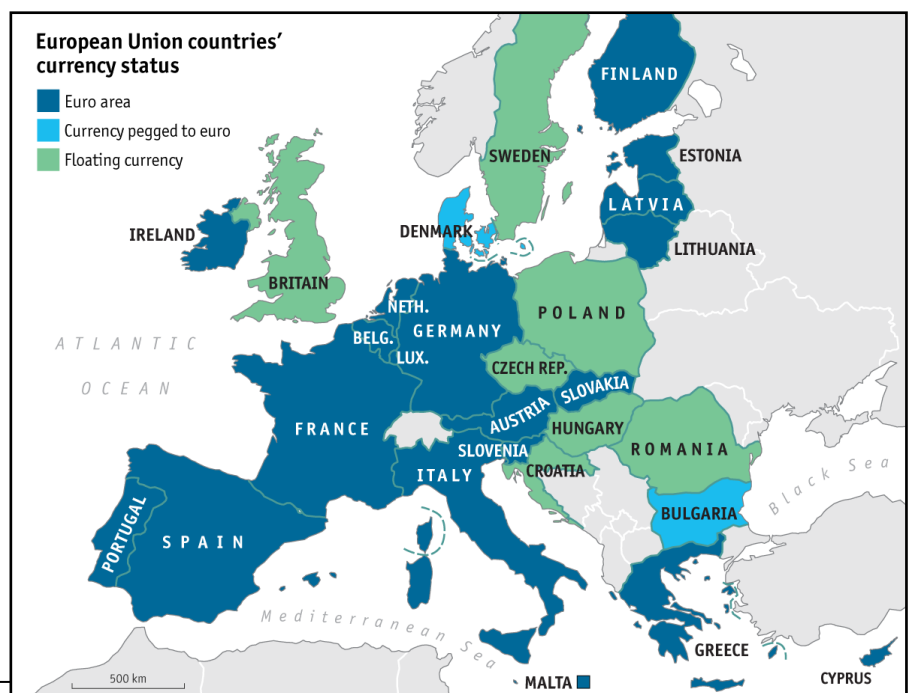 European Union countries’
currency status
Euro area
Currency pegged to euro
Floating currency
FINLAND
SWEDEN
ESTONIA
LATVIA
LITHUANIA
DENMARK
IRELAND
BRITAIN
NETH.
GERMANY
POLAND
BELG.
LUX.
CZECH REP.
SLOVAKIA
AUSTRIA
HUNGARY
ATLANTIC
OCEAN
FRANCE
SLOVENIA
ROMANIA
ITALY
CROATIA
Black Sea
BULGARIA
PORTUGAL
SPAIN
Mediterranean Sea
GREECE
CYPRUS
MALTA
500 km